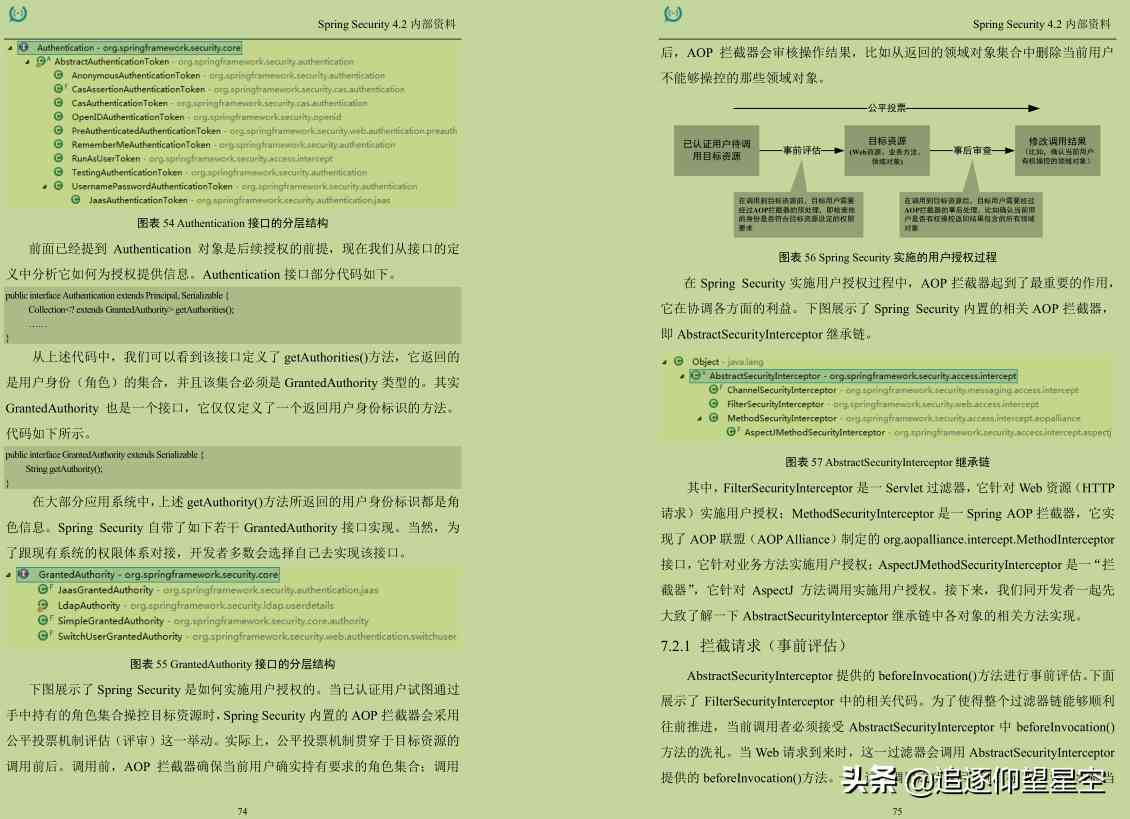 Spring Security 4.2 内部资料
Authentication - org.springframework.security.core
AbstractAuthenticationToken - org.springframework.security.authentication
AnonymousAuthenticationToken - org.springframework.security.authentication
CasAssertionAuthenticationToken - org.springframework.security.cas.authentication
CasAuthenticationToken - org.springframework.security.cas.authentication
OpenIDAuthenticationToken - org.springframework.security.openid
PreAuthenticatedAuthenticationToken - org.springframework.security.web.authentication.preauth
RememberMeAuthenticationToken - org.springframework.security.authentication
RunAsUserToken - org.springframework.security.access.intercept
TestingAuthenticationToken - org.springframework.security.authentication
UsernamePasswordAuthenticationToken - org.springframework.security.authentication
JaasAuthenticationToken - org.springframework.security.authentication.jaas
图表 54 Authentication 接口的分层结构
前面已经提到 Authentication 对象是后续授权的前提，现在我们从接口的定
义中分析它如何为授权提供信息。Authentication 接口部分代码如下。
public interface Authentication extends Principal, Serializable {
Collection<? extends GrantedAuthority> getAuthorities();
……
}
从上述代码中，我们可以看到该接口定义了 getAuthorities()方法，它返回的
是用户身份（角色）的集合，并且该集合必须是 GrantedAuthority 类型的。其实
GrantedAuthority 也是一个接口，它仅仅定义了一个返回用户身份标识的方法。
代码如下所示。
public interface GrantedAuthority extends Serializable {
String getAuthority();
}
在大部分应用系统中，上述 getAuthority()方法所返回的用户身份标识都是角
色信息。Spring Security 自带了如下若干 GrantedAuthority 接口实现。当然，为
了跟现有系统的权限体系对接，开发者多数会选择自己去实现该接口。
GrantedAuthority - org.springframework.security.core
JaasGrantedAuthority - org.springframework.security.authentication.jaas
LdapAuthority - org.springframework.security.ldap.userdetails
SimpleGrantedAuthority - org.springframework.security.core.authority
SwitchUserGrantedAuthority - org.springframework.security.web.authentication.switchuser
图表 55 GrantedAuthority 接口的分层结构
下图展示了 Spring Security 是如何实施用户授权的。当已认证用户试图通过
手中持有的角色集合操控目标资源时，Spring Security 内置的 AOP 拦截器会采用
公平投票机制评估（评审）这一举动。实际上，公平投票机制贯穿于目标资源的
调用前后。调用前，AOP 拦截器确保当前用户确实持有要求的角色集合；调用
74
Spring Security 4.2 内部资料
后，AOP 拦截器会审核操作结果，比如从返回的领域对象集合中删除当前用户
不能够操控的那些领域对象。
公平投票
已认证用户待调
用目标资源
事前评估
目标资源
(Web资源，业务方法，
领域对象)
事后审查
修改调用结果
（比如，确认当前用户
有权操控的领域对象）
在调用到目标资源前，目标用户需要
经过AOP拦截器的预处理，即检查他
的身份是否符合目标资源设定的权限
要求
在调用到目标资源后，目标用户需要经过
AOP拦截器的事后处理，比如确认当前用
户是否有权操控返回结果包含的所有领域
对象
图表 56 Spring Security 实施的用户授权过程
在 Spring Security 实施用户授权过程中，AOP 拦截器起到了最重要的作用，
它在协调各方面的利益。下图展示了 Spring Security 内置的相关 AOP 拦截器，
即 AbstractSecurityInterceptor 继承链。
Object - java.lang
AbstractSecurityInterceptor - org.springframework.security.access.intercept
ChannelSecurityInterceptor - org.springframework.security.messaging.access.intercept
FilterSecurityInterceptor - org.springframework.security.web.access.intercept
MethodSecurityInterceptor - org.springframework.security.access.intercept.aopalliance
AspectJMethodSecurityInterceptor - org.springframework.security.access.intercept.aspectj
图表 57 AbstractSecurityInterceptor 继承链
其中，FilterSecurityInterceptor 是一 Servlet 过滤器，它针对 Web 资源（HTTP
请求）实施用户授权；MethodSecurityInterceptor 是一 Spring AOP 拦截器，它实
现了 AOP 联盟（AOP Alliance）制定的 org.aopalliance.intercept.MethodInterceptor
接口，它针对业务方法实施用户授权；AspectJMethodSecurityInterceptor 是一“拦
截器”，它针对 AspectJ 方法调用实施用户授权。接下来，我们同开发者一起先
大致了解一下 AbstractSecurityInterceptor 继承链中各对象的相关方法实现。
7.2.1 拦截请求（事前评估）
AbstractSecurityInterceptor 提供的 beforeInvocation()方法进行事前评估。下面
展示了 FilterSecurityInterceptor 中的相关代码。为了使得整个过滤器链能够顺利
往前推进，当前调用者必须接受 AbstractSecurityInterceptor 中 beforeInvocation()
方法的洗礼。当 Web 请求到来时，这一过滤器会调用 AbstractSecurityInterceptor
提供的 beforeInvocation()方法。
头条 @追逐仰望星空
75